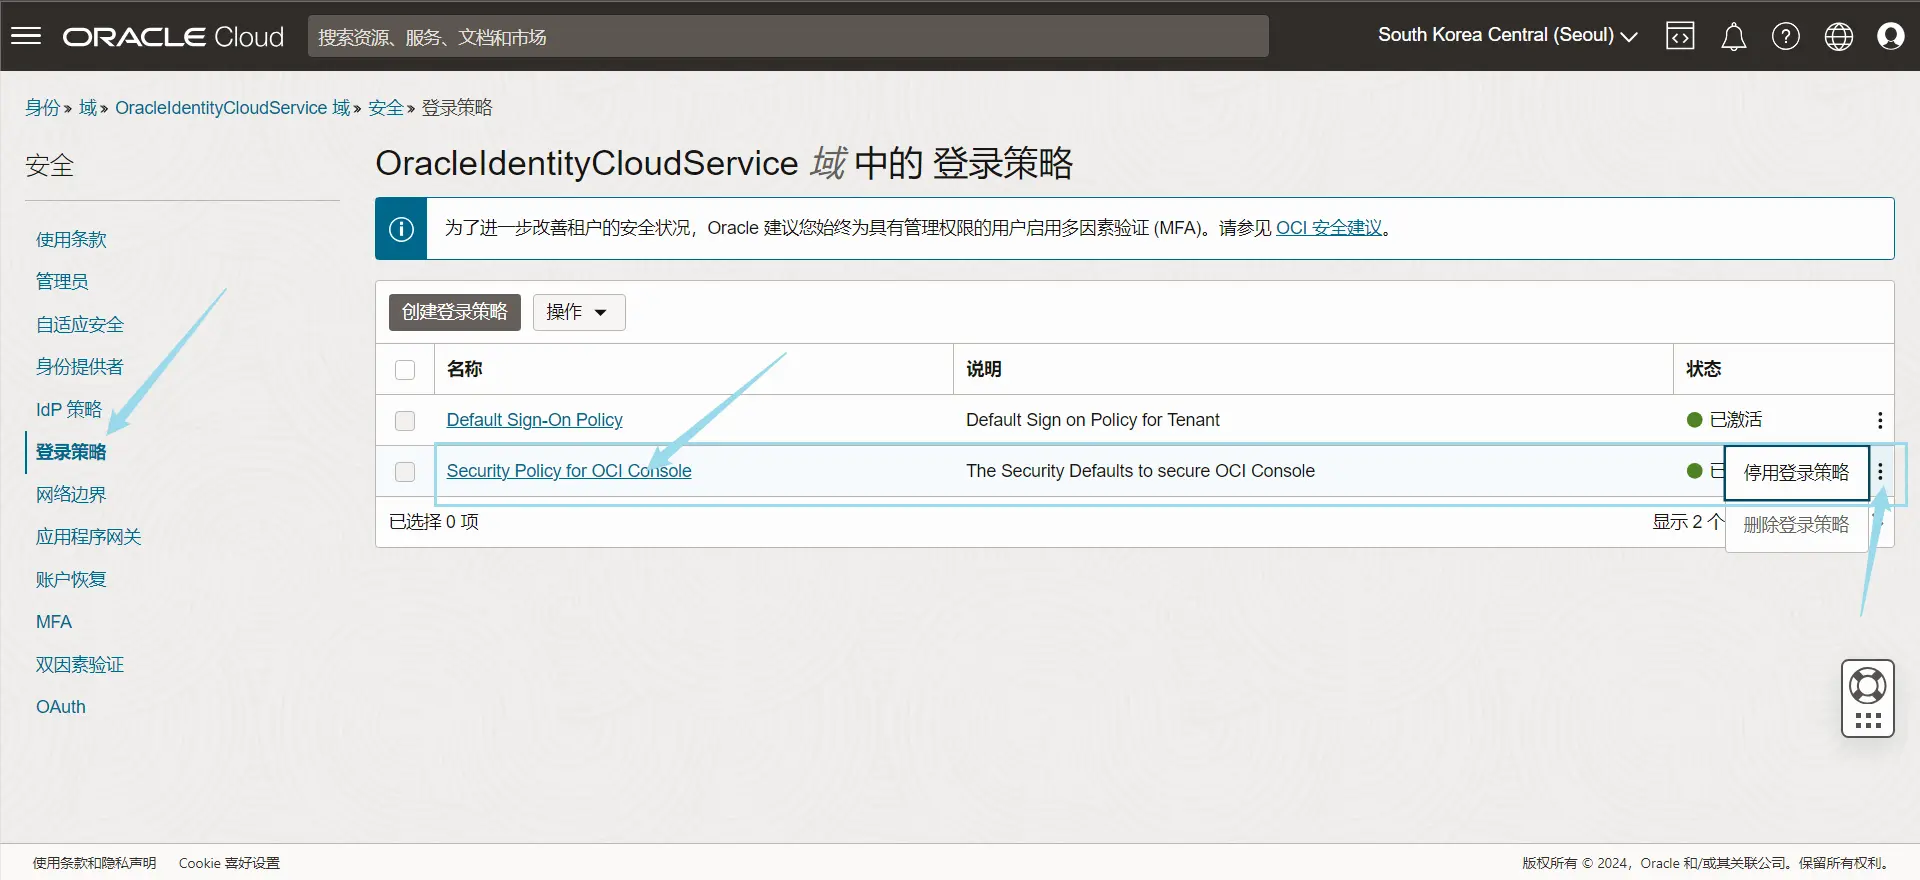 ORACLE Cloud
搜索资源、服务、文档和市场
South Korea Central (Seoul)
身份 » 域 » OracleIdentityCloudService 域 » 安全 » 登录策略
安全
使用条款
管理员
自适应安全
身份提供者
IdP 策略
登录策略
网络边界
应用程序网关
账户恢复
MFA
双因素验证
OAuth
OracleIdentityCloudService 域 中的 登录策略
为了进一步改善租户的安全状况，Oracle 建议您始终为具有管理权限的用户启用多因素验证 (MFA)。请参见 OCI 安全建议。
创建登录策略 操作
名称 说明 状态
Default Sign-On Policy Default Sign on Policy for Tenant 已激活
Security Policy for OCI Console The Security Defaults to secure OCI Console 已
停用登录策略
删除登录策略
已选择 0 项 显示 2 个
使用条款和隐私声明 Cookie 喜好设置
版权所有 © 2024，Oracle 和/或其关联公司。保留所有权利。